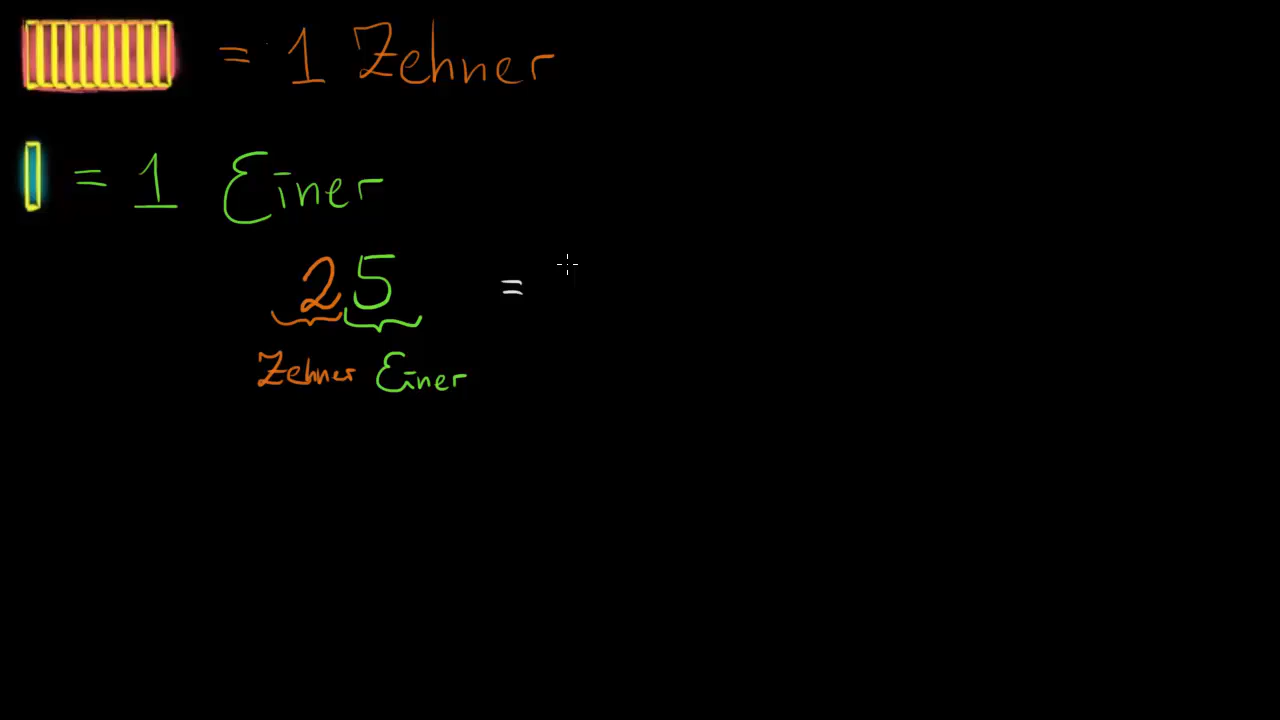 = 1 Zehner
= 1 Einer
25 =
Zehner Einer